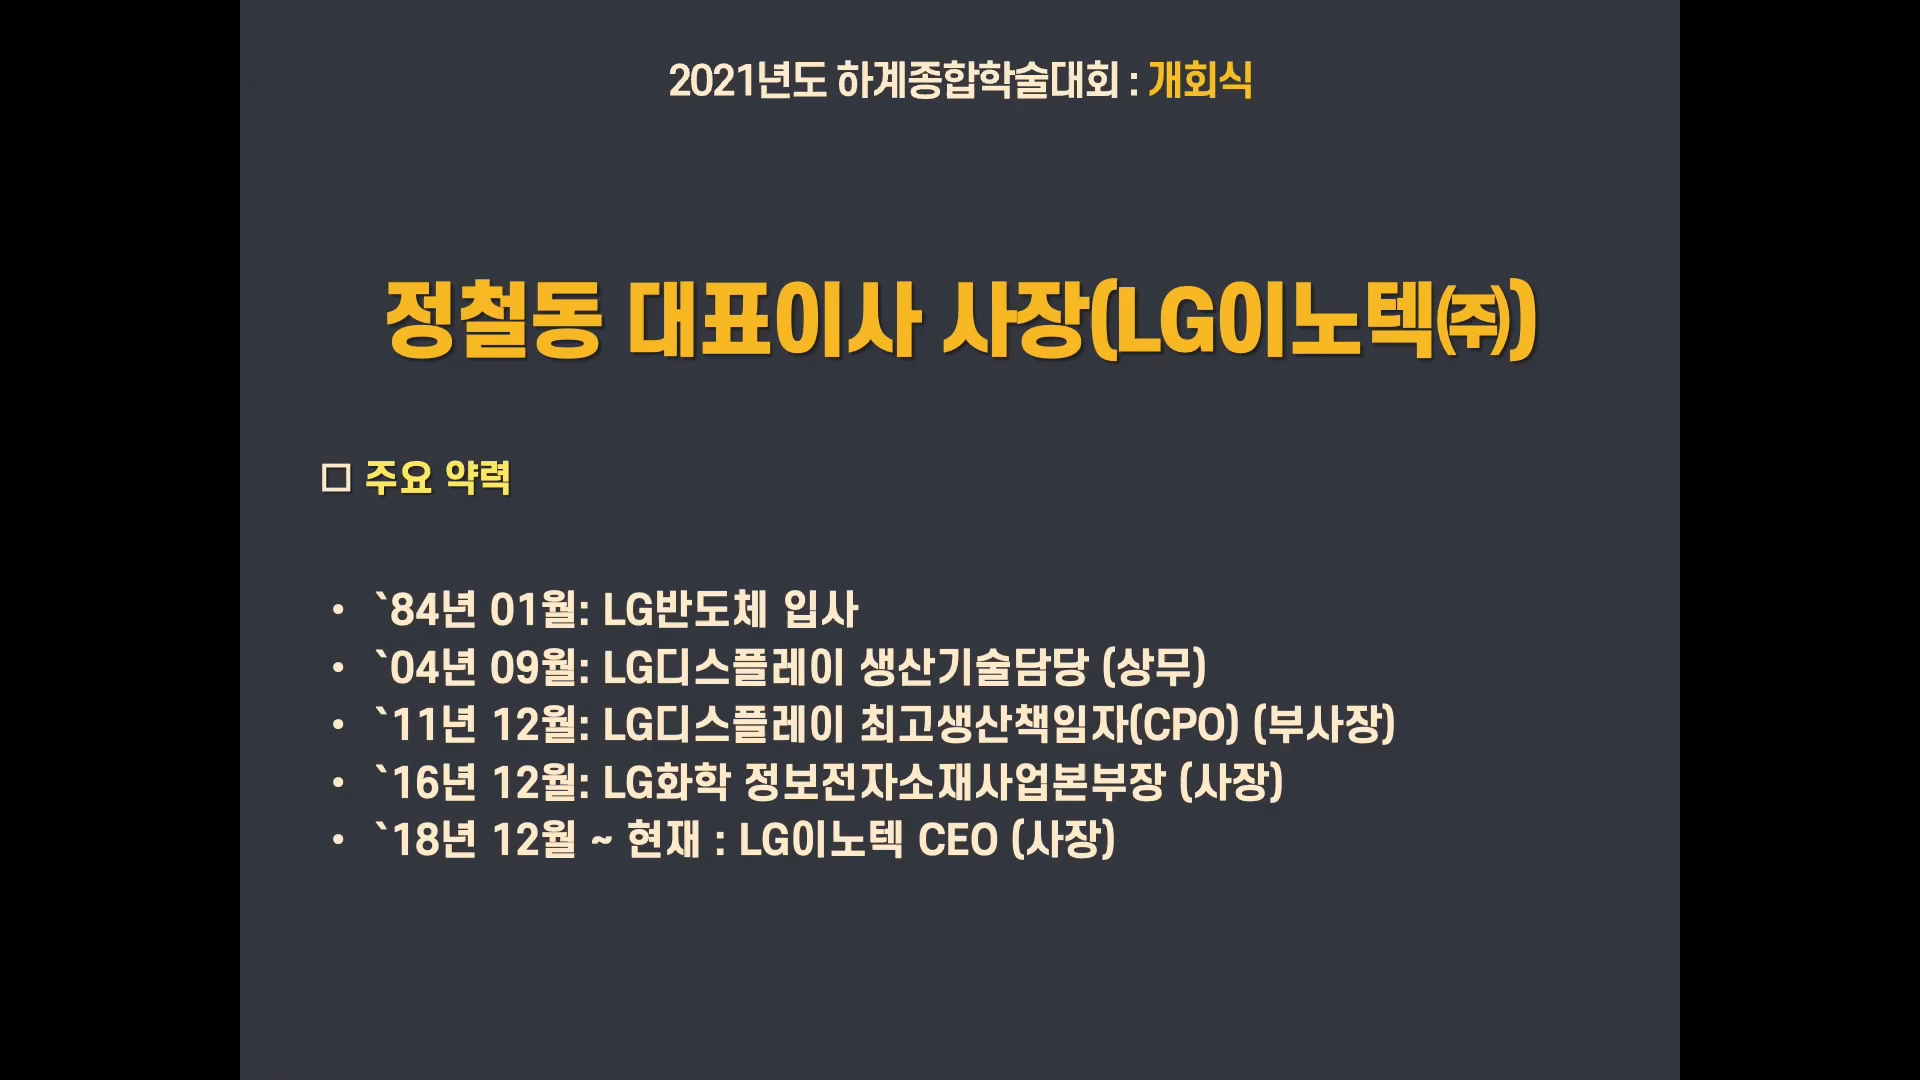 2021년도 하계종합학술대회 : 개회식
정철동 대표이사 사장(LG이노텍㈜)
□ 주요 약력
• `84년 01월: LG반도체 입사
• `04년 09월: LG디스플레이 생산기술담당 (상무)
• `11년 12월: LG디스플레이 최고생산책임자(CPO) (부사장)
• `16년 12월: LG화학 정보전자소재사업본부장 (사장)
• `18년 12월 ~ 현재 : LG이노텍 CEO (사장)